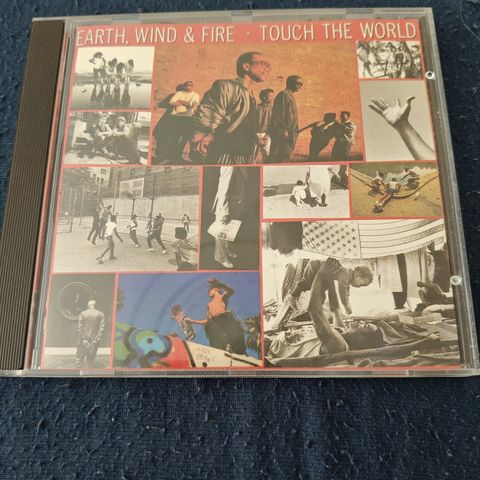 EARTH, WIND & FIRE · TOUCH THE WORLD